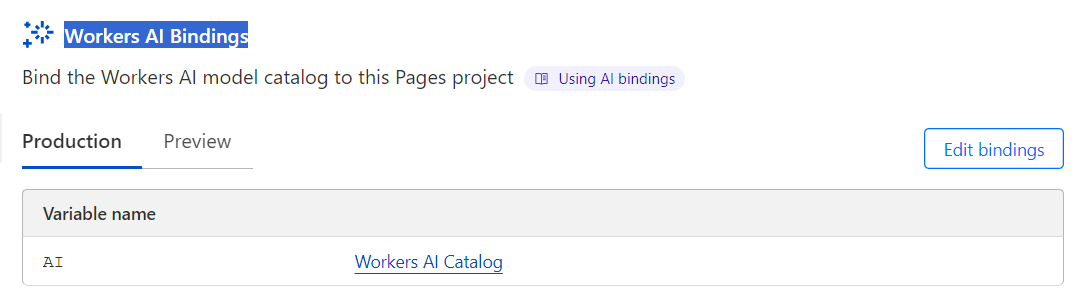 Workers AI Bindings
Bind the Workers AI model catalog to this Pages project Using AI bindings
Production Preview Edit bindings
Variable name
AI Workers AI Catalog